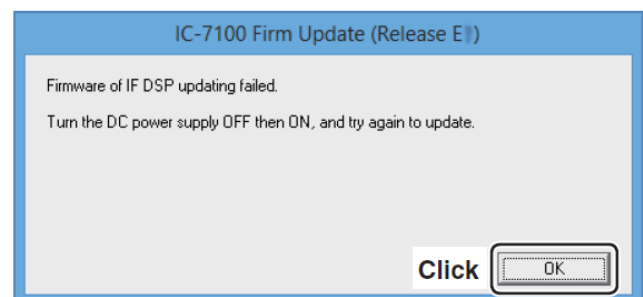 IC-7100 Firm Update (Release E)
Firmware of IF DSP updating failed.
Turn the DC power supply OFF then ON, and try again to update.
Click
OK